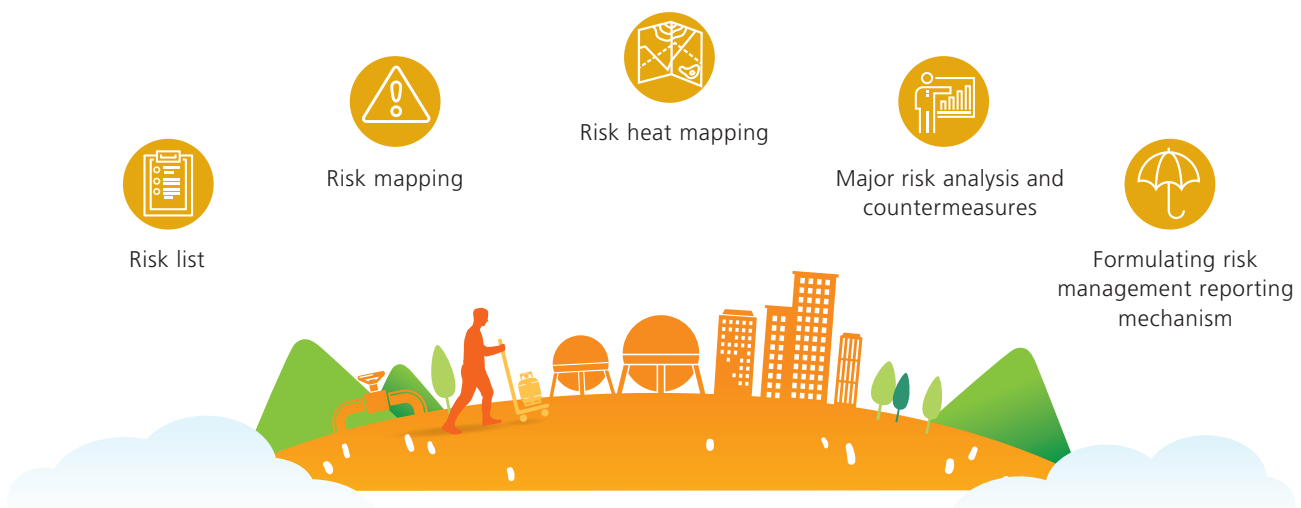 Risk list
Risk mapping
Risk heat mapping
Major risk analysis and
countermeasures
Formulating risk
management reporting
mechanism